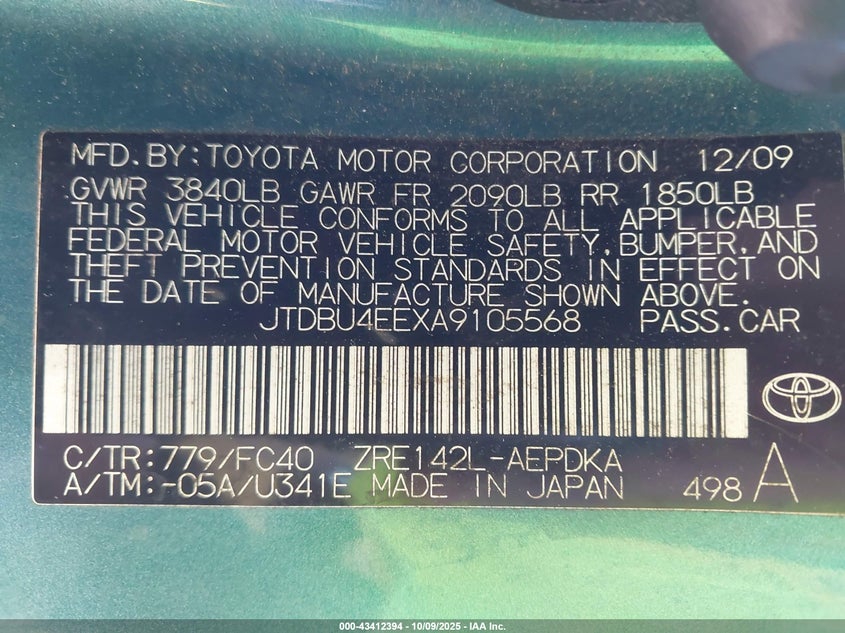 MFD.BY:TOYOTA MOTOR CORPORATION 12/09
GVWR 3840LB GAWR FR 2090LB RR 1850LB
THIS VEHICLE CONFORMS TO ALL APPLICABLE
FEDERAL MOTOR VEHICLE SAFETY,BUMPER,AND
THEFT PREVENTION STANDARDS IN EFFECT ON
THE DATE OF MANUFACTURE SHOWN ABOVE.
JTDBU4EEXA9105568 PASS.CAR
C/TR:779/FC40 ZRE142L-AEPDKA
A/TM:-05A/U341E MADE IN JAPAN 498 A
000-43412394 - 10/09/2025 - IAA Inc.